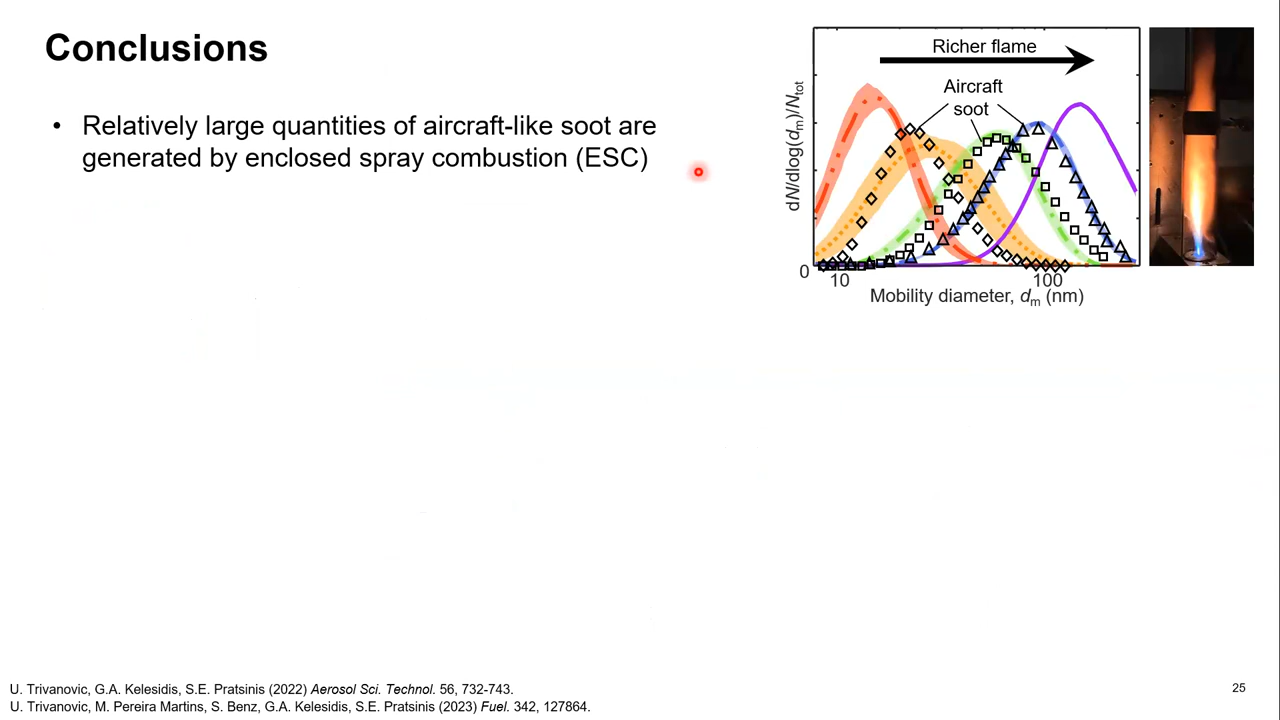 Conclusions
• Relatively large quantities of aircraft-like soot are
generated by enclosed spray combustion (ESC)
Richer flame
Aircraft
soot
dN/dlog(dm)/Ntot
0
10
100
Mobility diameter, dm (nm)
U. Trivanovic, G.A. Kelesidis, S.E. Pratsinis (2022) Aerosol Sci. Technol. 56, 732-743.
U. Trivanovic, M. Pereira Martins, S. Benz, G.A. Kelesidis, S.E. Pratsinis (2023) Fuel. 342, 127864.
25